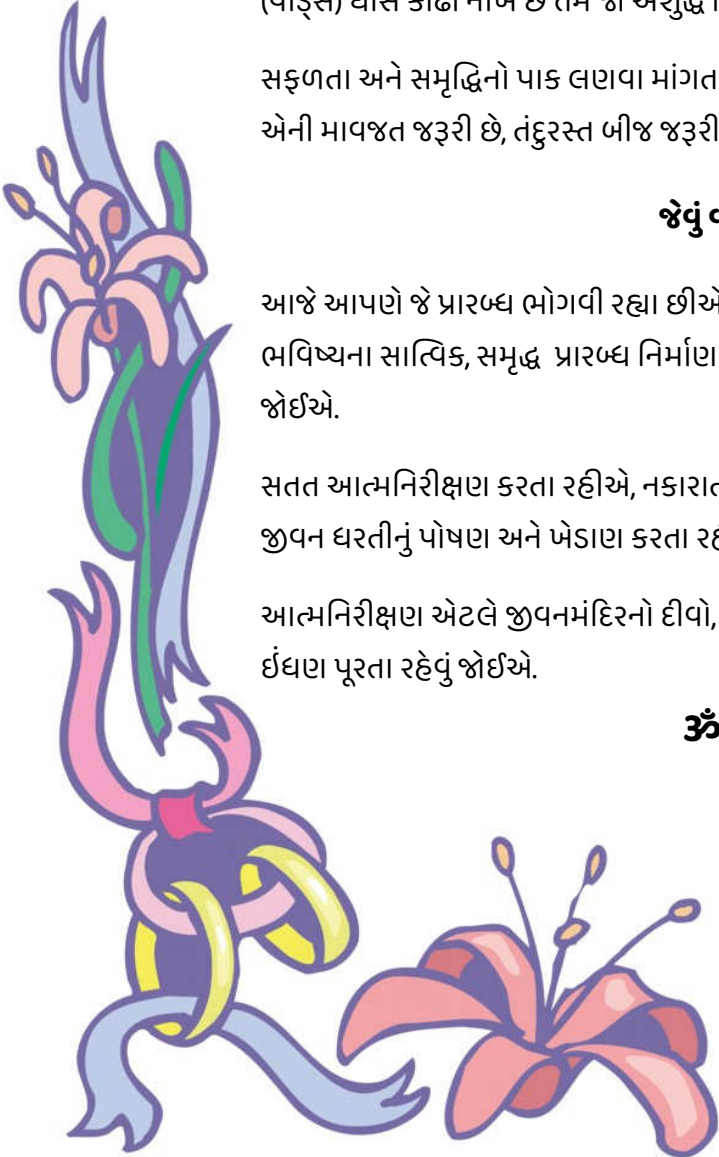 સફળતા અને સમૃદ્ધિનો પાક લણવા માંગત
એની માવજત જરૂરી છે, તંદુરસ્ત બીજ જરૂરી
જેવું
આજે આપણે જે પ્રારબ્ધ ભોગવી રહ્યા છીએ
ભવિષ્યના સાત્વિક, સમૃદ્ધ પ્રારબ્ધ નિર્માણ
જોઈએ.
સતત આત્મનિરીક્ષણ કરતા રહીએ, નકારાત
જીવન ધરતીનું પોષણ અને ખેડાણ કરતા રહ
આત્મનિરીક્ષણ એટલે જીવનમંદિરનો દીવો,
ઇંધણ પૂરતા રહેવું જોઈએ.
ૐ